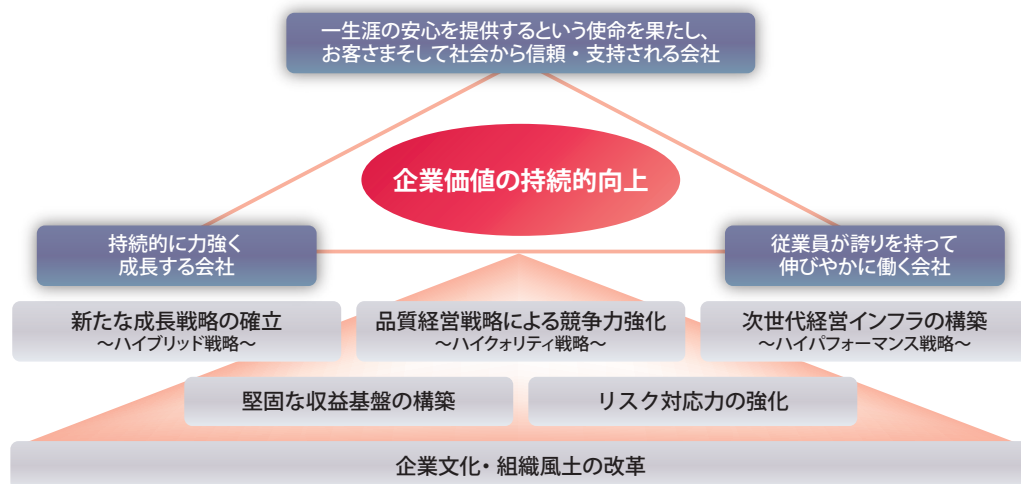 一生涯の安心を提供するという使命を果たし、
お客さまそして社会から信頼・支持される会社
企業価値の持続的向上
持続的に力強く
成長する会社
従業員が誇りを持って
伸びやかに働く会社
新たな成長戦略の確立
～ハイブリッド戦略～
品質経営戦略による競争力強化
～ハイクォリティ戦略～
次世代経営インフラの構築
～ハイパフォーマンス戦略～
堅固な収益基盤の構築
リスク対応力の強化
企業文化・組織風土の改革